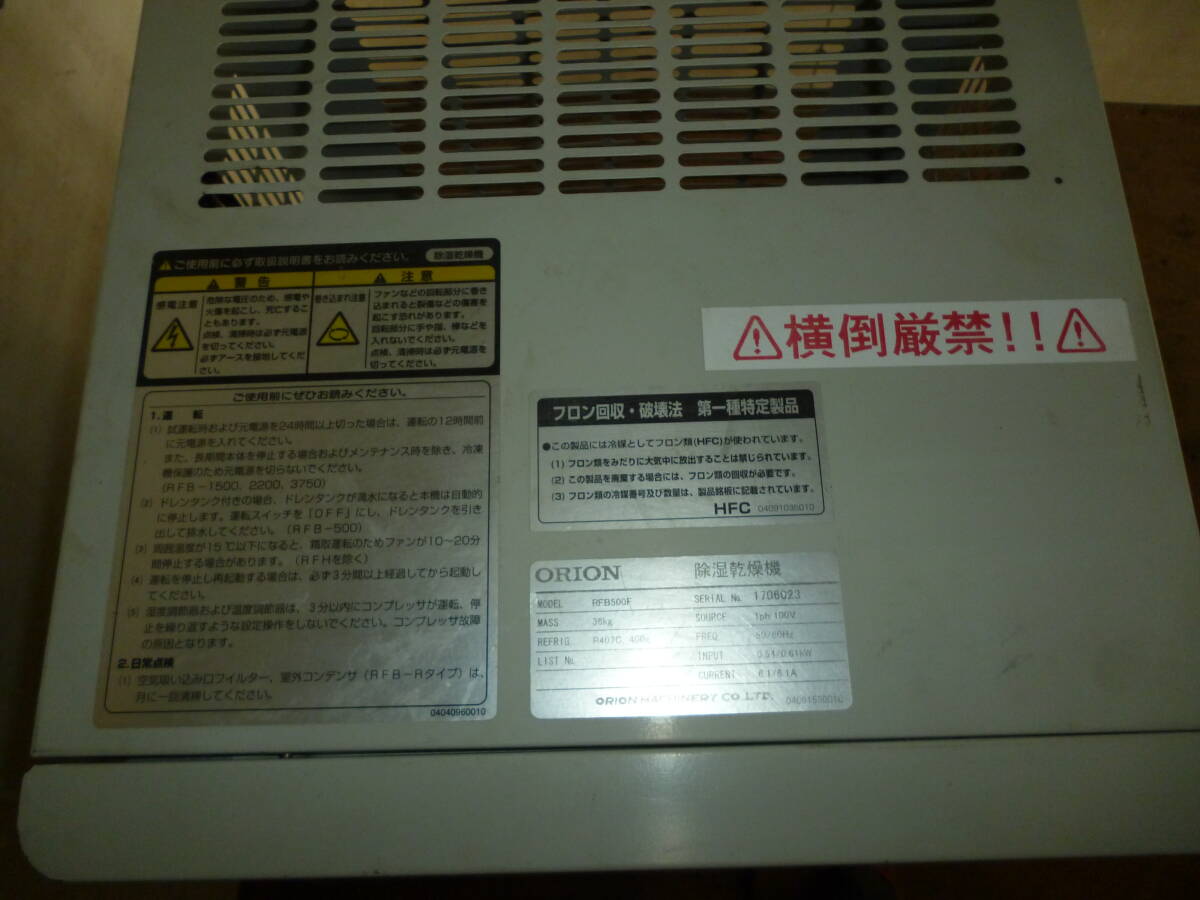 ⚠ご使用前に必ず取扱説明書をお読みください。 除湿乾燥機
⚠警告
感電注意
危険な電圧のため、感電や
火傷を起こし、死亡するこ
ともあります。
点検、清掃時は必ず元電源
を切ってください。
必ずアースを接地してくだ
さい。
⚠注意
巻き込まれ注意
ファンなどの回転部分に巻き
込まれると裂傷などの傷害を
起こす恐れがあります。
回転部分に手や指、棒などを
入れないでください。
点検、清掃時は必ず元電源を
切ってください。
ご使用前にぜひお読みください。
1.運 転
(1) 試運転時および元電源を24時間以上切った場合は、運転の12時間前
に元電源を入れてください。
また、長期間本体を停止する場合およびメンテナンス時を除き、冷凍
機保護のため元電源を切らないでください。
(RFB-1500, 2200, 3750)
(2) ドレンタンク付きの場合、ドレンタンクが満水になると本機は自動的
に停止します。運転スイッチを「OFF」にし、ドレンタンクを引き
出して排水してください。(RFB-500)
(3) 周囲温度が15℃以下になると、霜取運転のためファンが10~20分
間停止する場合があります。(RFHを除く)
(4) 運転を停止し再起動する場合は、必ず3分間以上経過してから起動し
てください。
(5) 湿度調節器および温度調節器は、3分以内にコンプレッサが運転、停
止を繰り返すような設定操作をしないでください。コンプレッサ故障
の原因となります。
2.日常点検
(1) 空気吸い込み口フィルター、室外コンデンサ(RFB-Rタイプ)は、
月に一回清掃してください。
04040960010
⚠横倒厳禁!!⚠
フロン回収・破壊法 第一種特定製品
●この製品には冷媒としてフロン類(HFC)が使われています。
(1) フロン類をみだりに大気中に放出することは禁じられています。
(2) この製品を廃棄する場合には、フロン類の回収が必要です。
(3) フロン類の冷媒番号及び数量は、製品銘板に記載されています。
HFC 04091035010
ORION 除湿乾燥機
MODEL RFB500F SERIAL No. 1706023
MASS 36kg SOURCE 1ph 100V
REFRIG. R407C, FREQ. 50/60Hz
LIST No. INPUT 0.54/0.61kW
CURRENT 6.1/6.1A
ORION MACHINERY CO.,LTD.